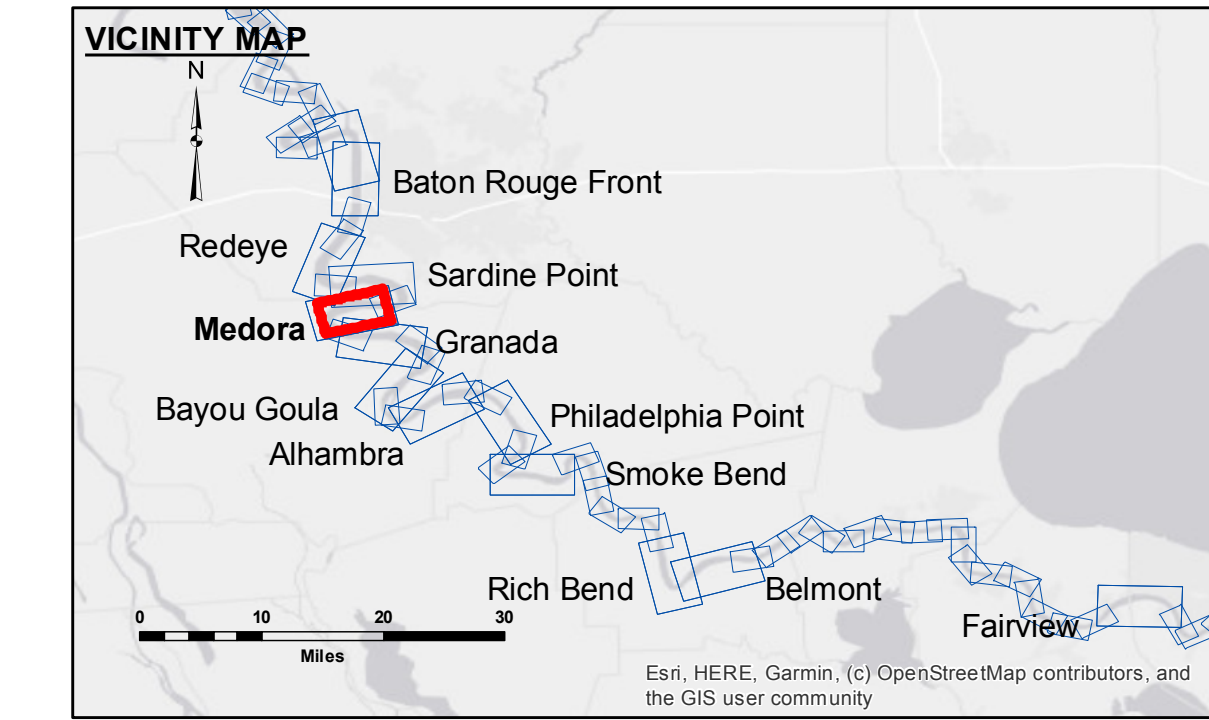 VICINITY MAP
N
Baton Rouge Front
Redeye
Sardine Point
Medora
Granada
Bayou Goula
Philadelphia Point
Alhambra
Smoke Bend
Rich Bend
Belmont
Fairview
0 10 20 30
Miles
Esri, HERE, Garmin, (c) OpenStreetMap contributors, and
the GIS user community